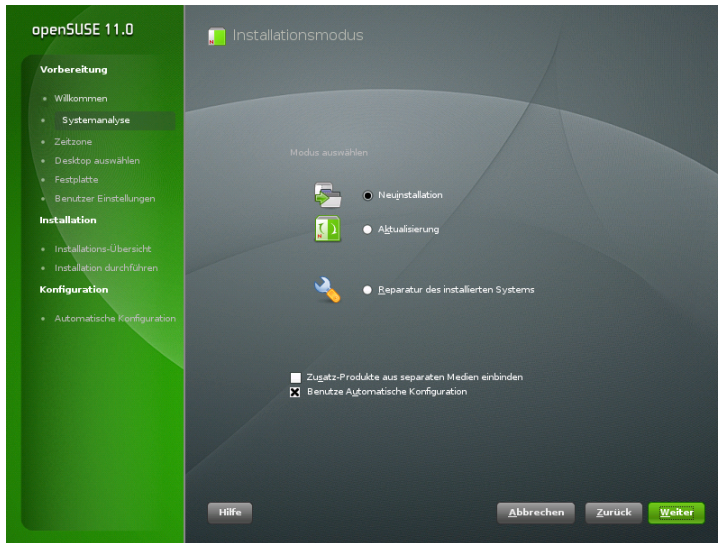 openSUSE 11.0
Vorbereitung
Willkommen
Systemanalyse
Zeitzone
Desktop auswählen
Festplatte
Benutzer Einstellungen
Installation
Installations-Übersicht
Installation durchführen
Konfiguration
Automatische Konfiguration
Installationsmodus
Modus auswählen
Neuinstallation
Aktualisierung
Reparatur des installierten Systems
Zusatz-Produkte aus separaten Medien einbinden
Benutze Automatische Konfiguration
Hilfe
Abbrechen
Zurück
Weiter